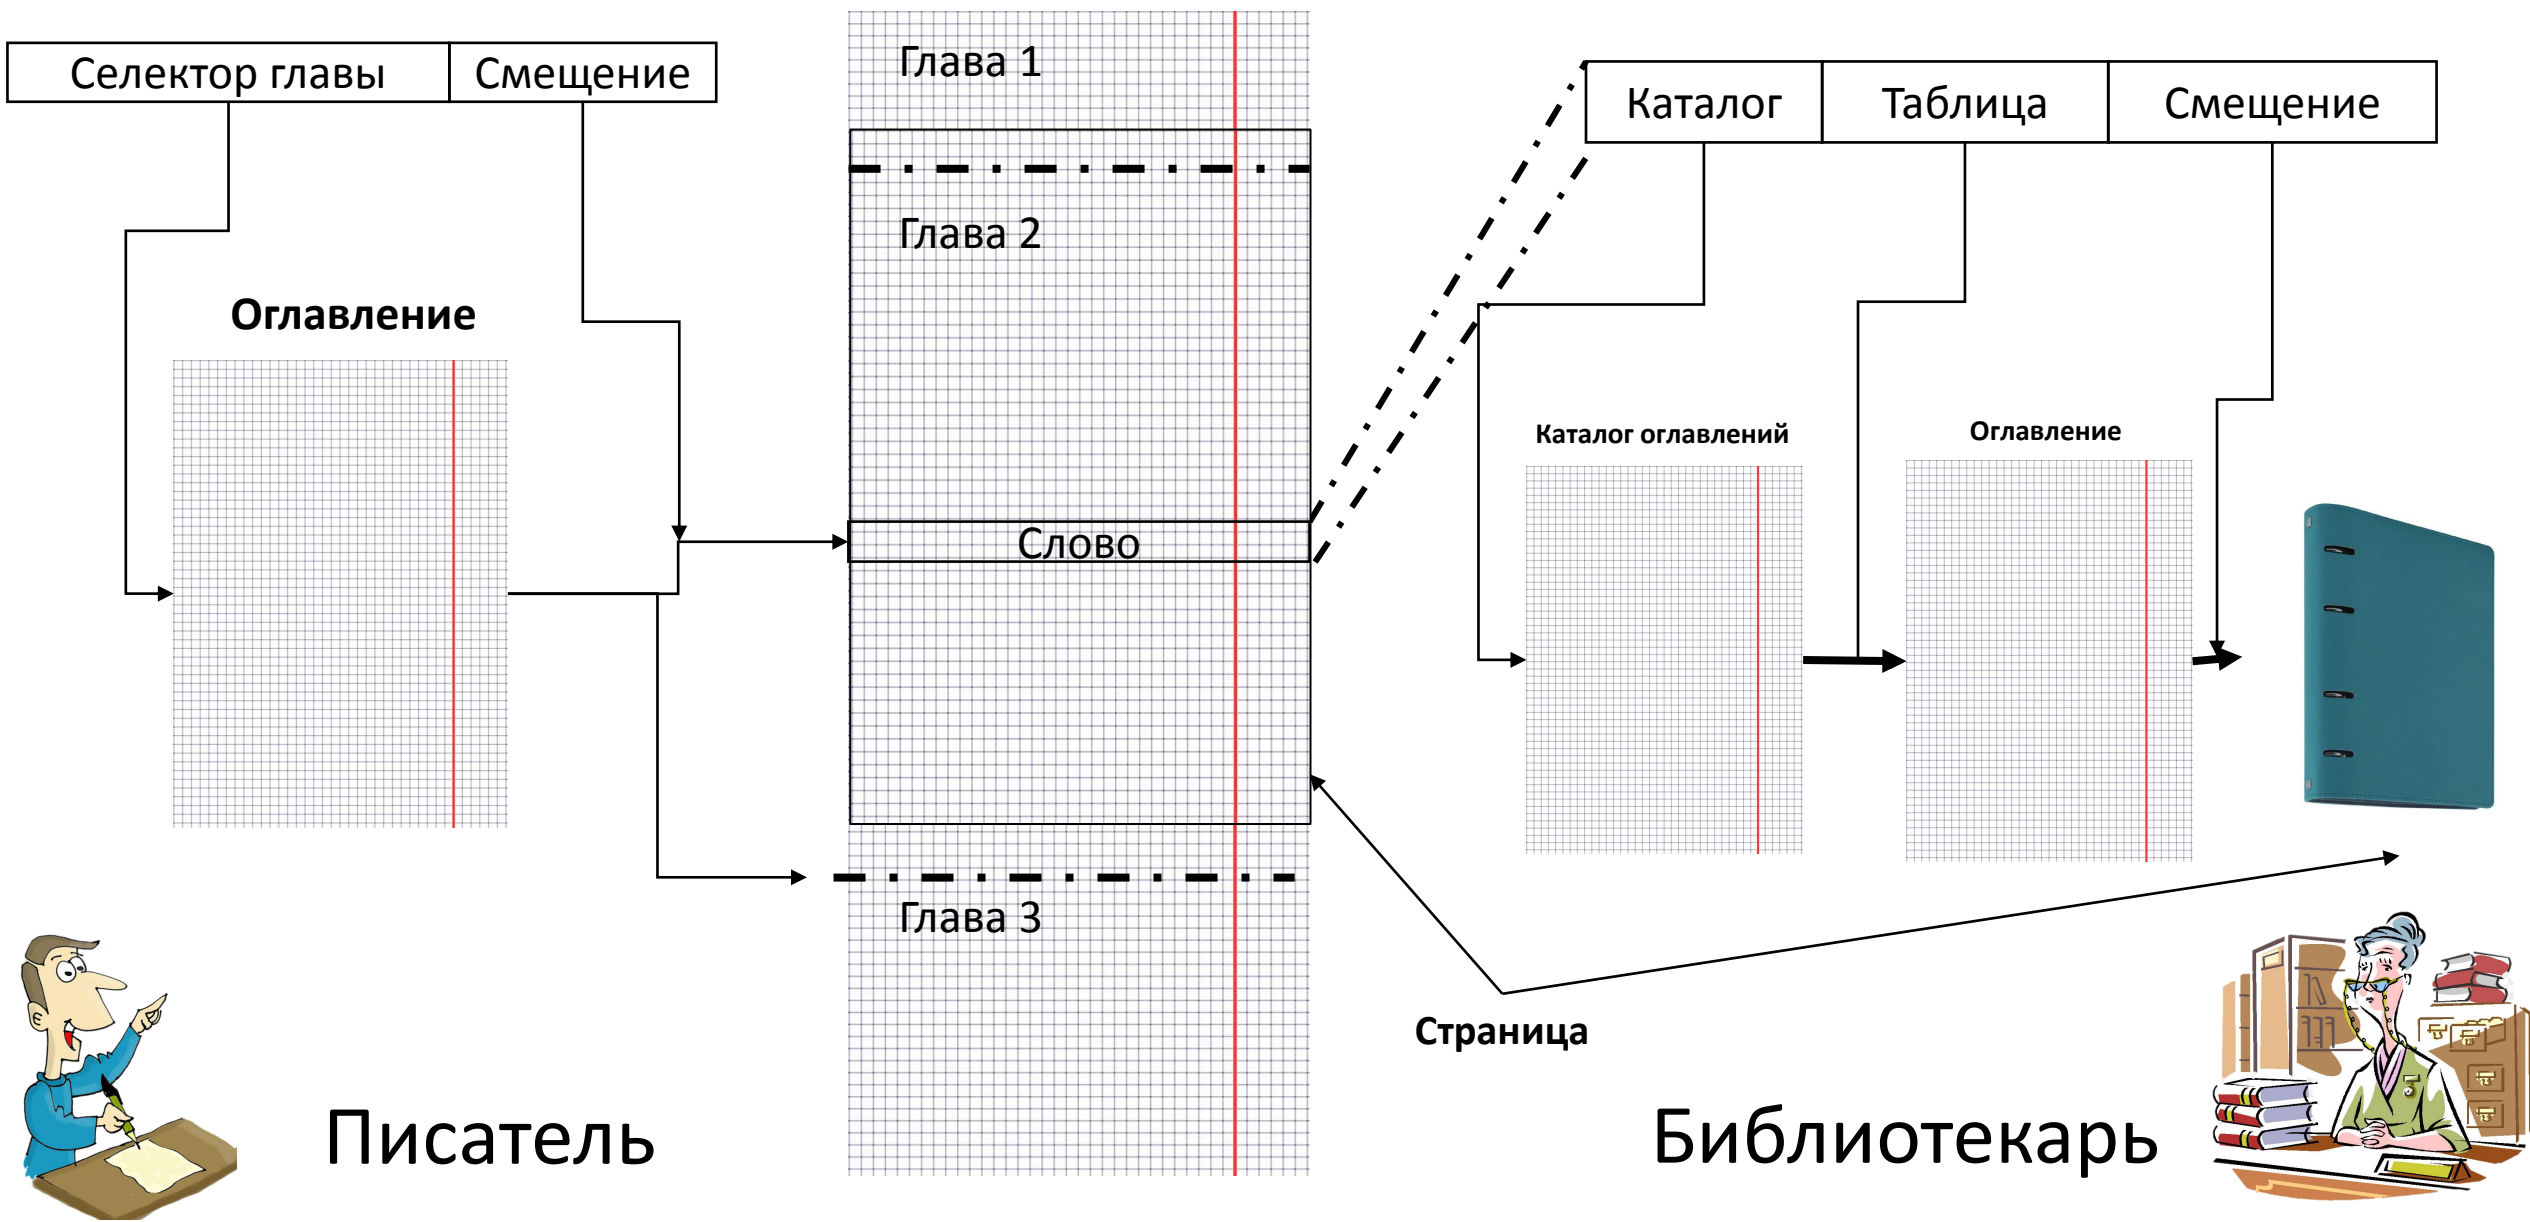 Селектор главы
Смещение
Глава 1
Каталог
Таблица
Смещение
Глава 2
Оглавление
Каталог оглавлений
Оглавление
Слово
Глава 3
Страница
Писатель
Библиотекарь